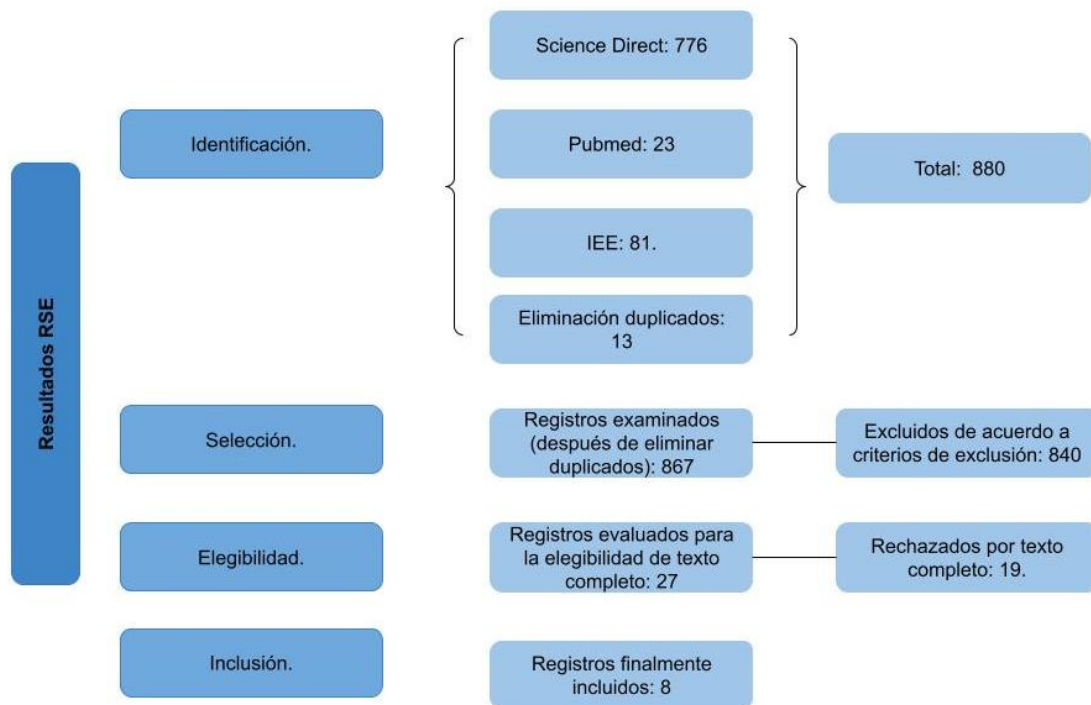 Resultados RSE
Identificación.
Science Direct: 776
Pubmed: 23
IEE: 81.
Eliminación duplicados:
13
Total:  880
Selección.
Registros examinados
(después de eliminar
duplicados): 867
Excluidos de acuerdo a
criterios de exclusión: 840
Elegibilidad.
Registros evaluados para
la elegibilidad de texto
completo: 27
Rechazados por texto
completo: 19.
Inclusión.
Registros finalmente
incluidos: 8